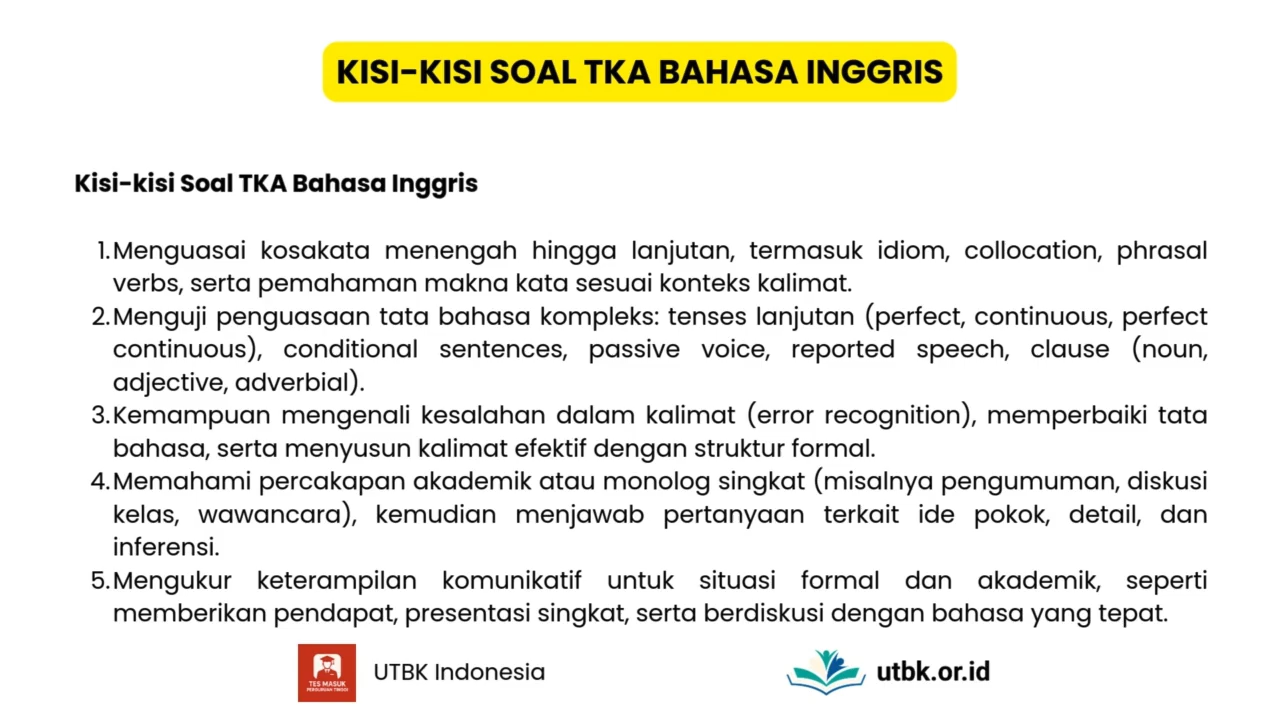 KISI-KISI SOAL TKA BAHASA INGGRIS
Kisi-kisi Soal TKA Bahasa Inggris
1. Menguasai kosakata menengah hingga lanjutan, termasuk idiom, collocation, phrasal
verbs, serta pemahaman makna kata sesuai konteks kalimat.
2. Menguji penguasaan tata bahasa kompleks: tenses lanjutan (perfect, continuous, perfect
continuous), conditional sentences, passive voice, reported speech, clause (noun,
adjective, adverbial).
3. Kemampuan mengenali kesalahan dalam kalimat (error recognition), memperbaiki tata
bahasa, serta menyusun kalimat efektif dengan struktur formal.
4. Memahami percakapan akademik atau monolog singkat (misalnya pengumuman, diskusi
kelas, wawancara), kemudian menjawab pertanyaan terkait ide pokok, detail, dan
inferensi.
5. Mengukur keterampilan komunikatif untuk situasi formal dan akademik, seperti
memberikan pendapat, presentasi singkat, serta berdiskusi dengan bahasa yang tepat.
TES MASUK
PERGURUAN TINGGI
UTBK Indonesia
utbk.or.id